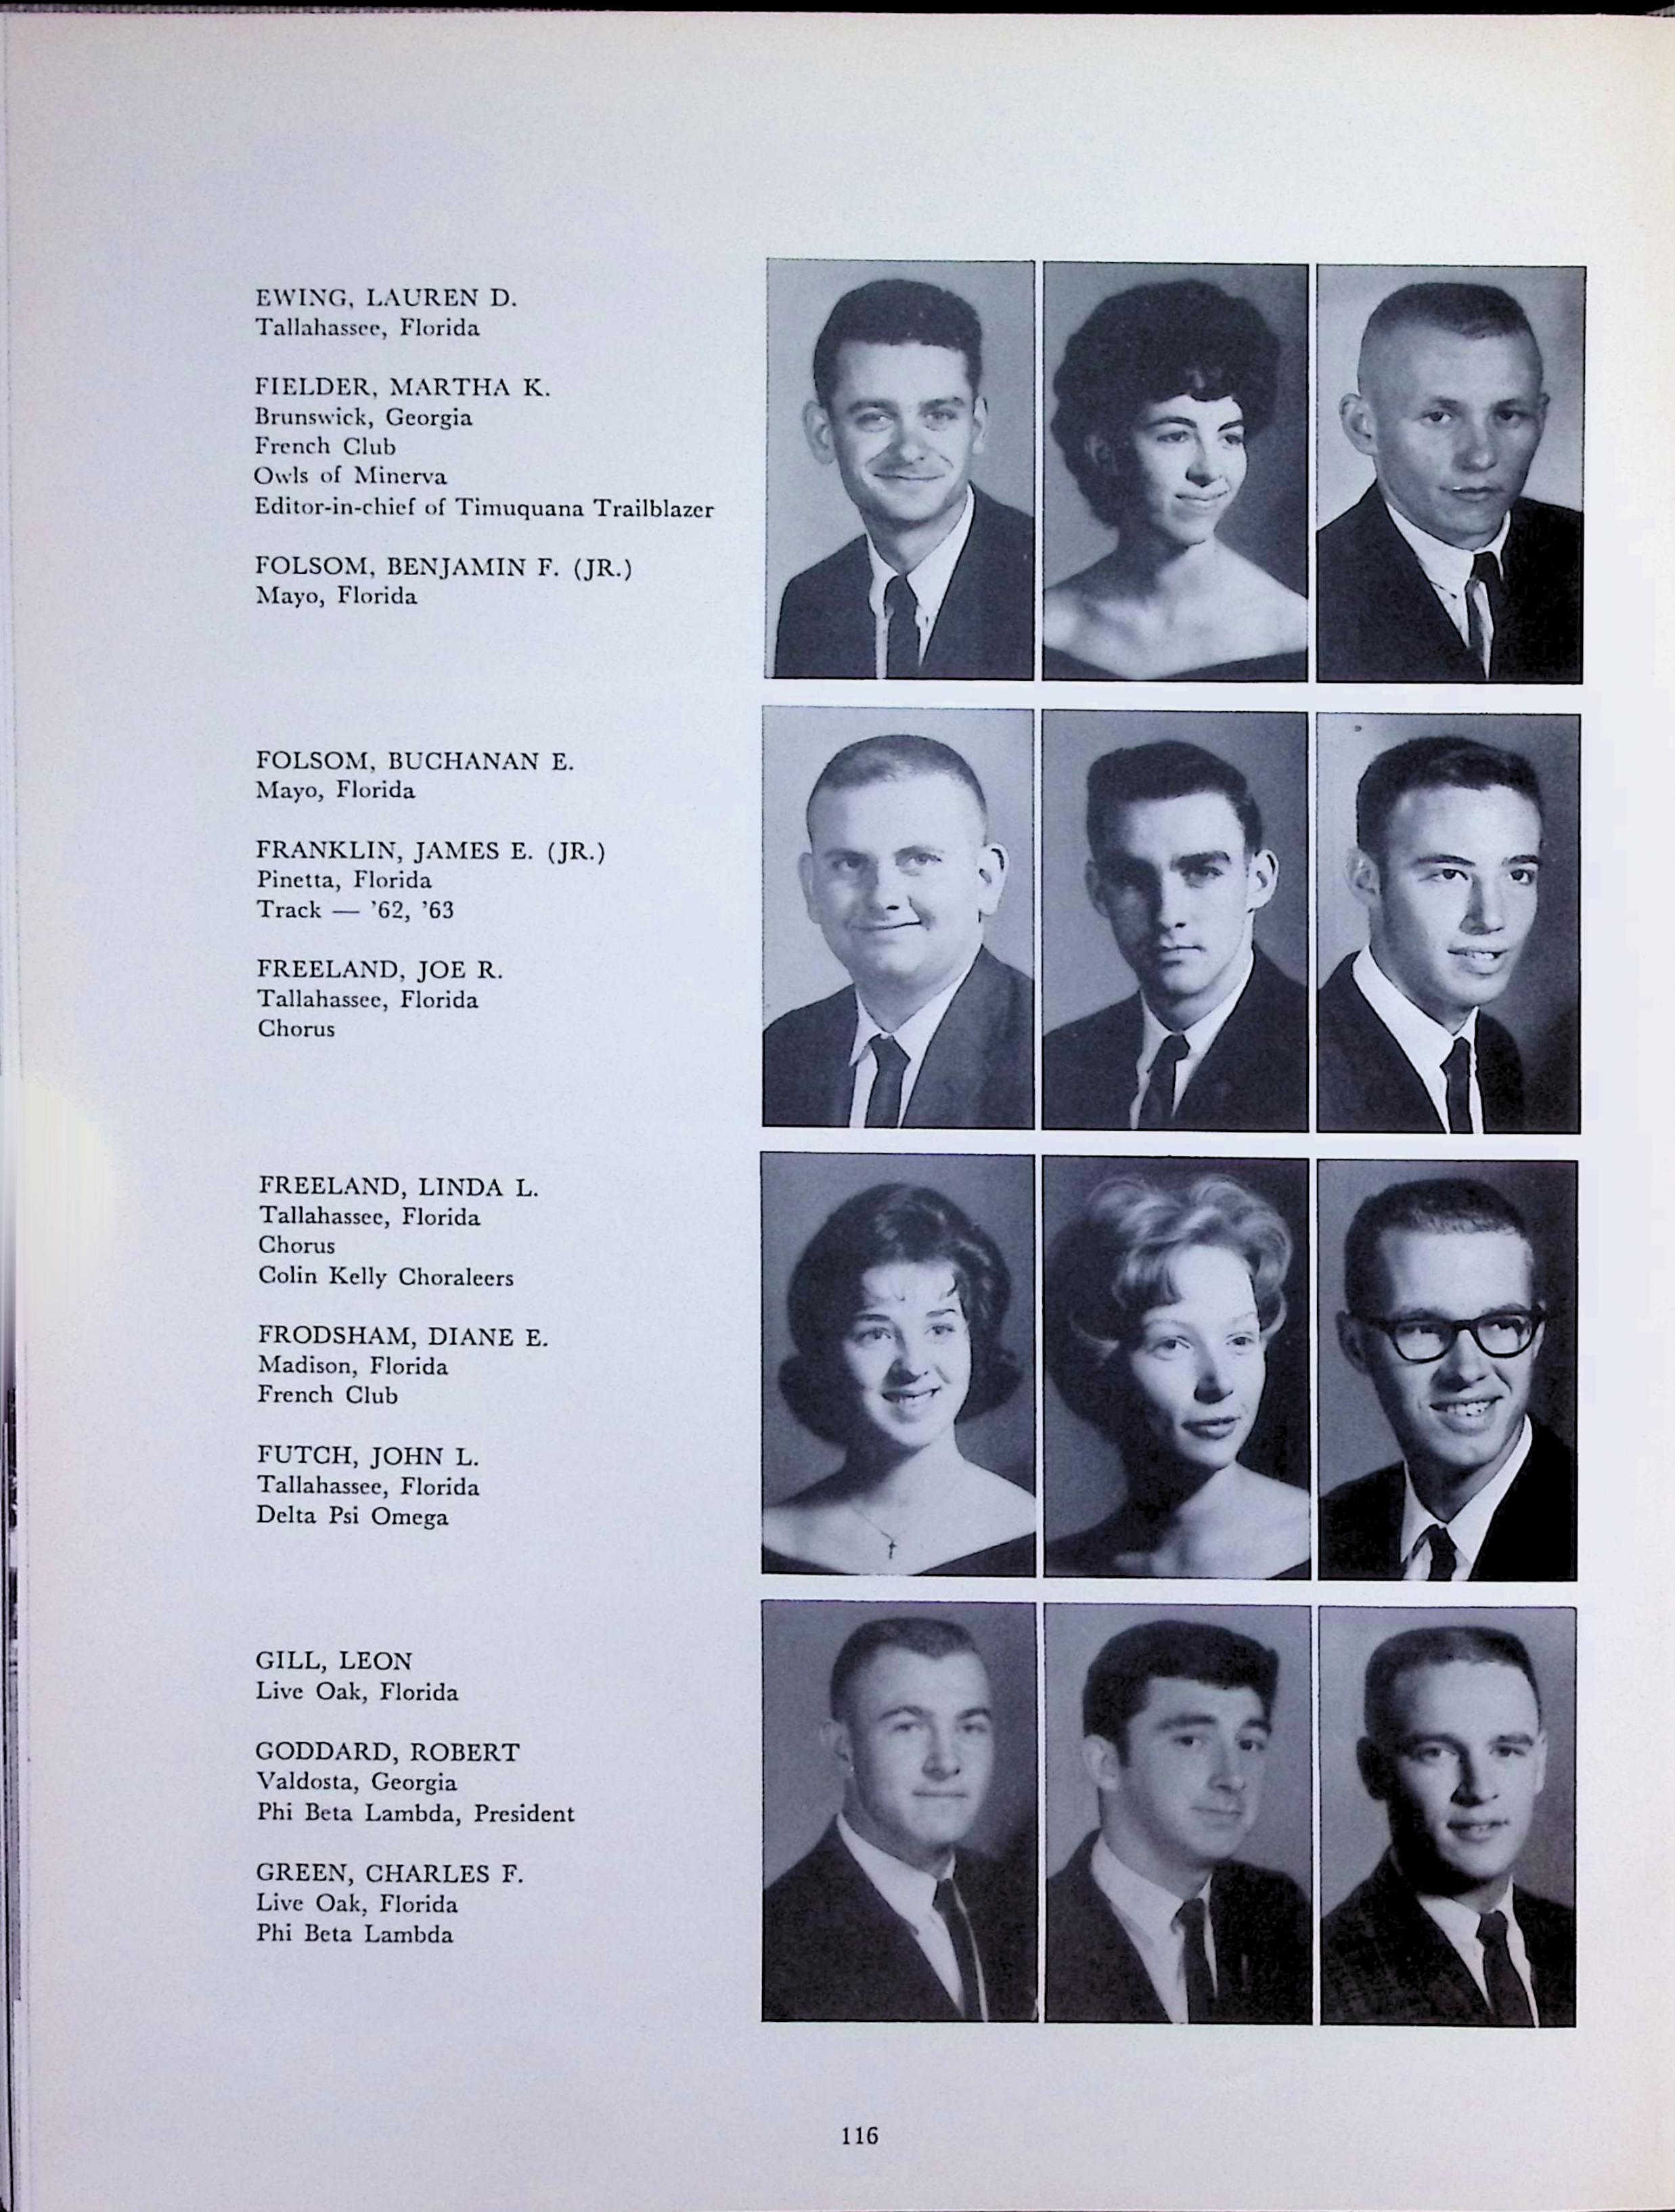 EWING, LAUREN D.
Tallahassee, Florida
FIELDER, MARTHA K.
Brunswick, Georgia
French Club
Owls of Minerva
Editor-in-chief of Timuquana Trailblazer
FOLSOM, BENJAMIN F. (JR.)
Mayo, Florida
FOLSOM, BUCHANAN E.
Mayo, Florida
FRANKLIN, JAMES E. (JR.)
Pinetta, Florida
Track — '62, '63
FREELAND, JOE R.
Tallahassee, Florida
Chorus
FREELAND, LINDA L.
Tallahassee, Florida
Chorus
Colin Kelly Choraleers
FRODSHAM, DIANE E.
Madison, Florida
French Club
FUTCH, JOHN L.
Tallahassee, Florida
Delta Psi Omega
GILL, LEON
Live Oak, Florida
GODDARD, ROBERT
Valdosta, Georgia
Phi Beta Lambda, President
GREEN, CHARLES F.
Live Oak, Florida
Phi Beta Lambda
116